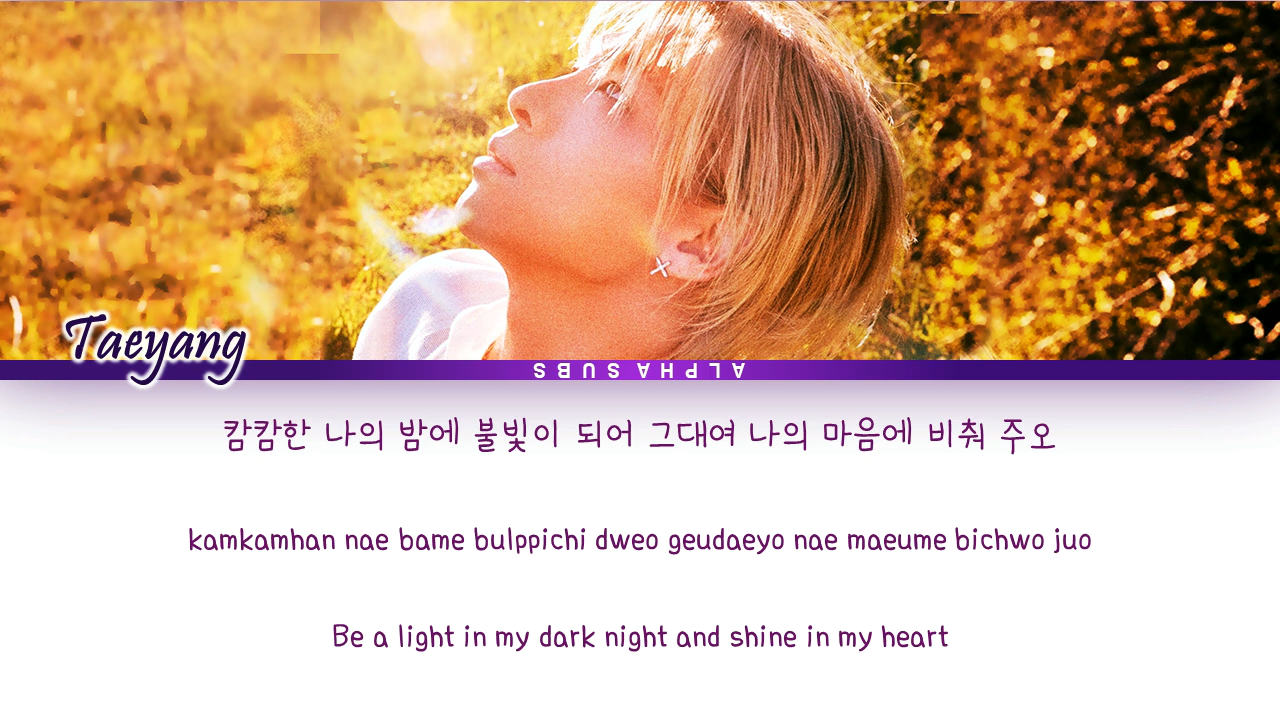 Taeyang
ALPHA SUBS
캄캄한 나의 밤에 불빛이 되어 그대여 나의 마음에 비춰 주오
kamkamhan nae bame bulppichi dweo geudaeyo nae maeume bichwo juo
Be a light in my dark night and shine in my heart